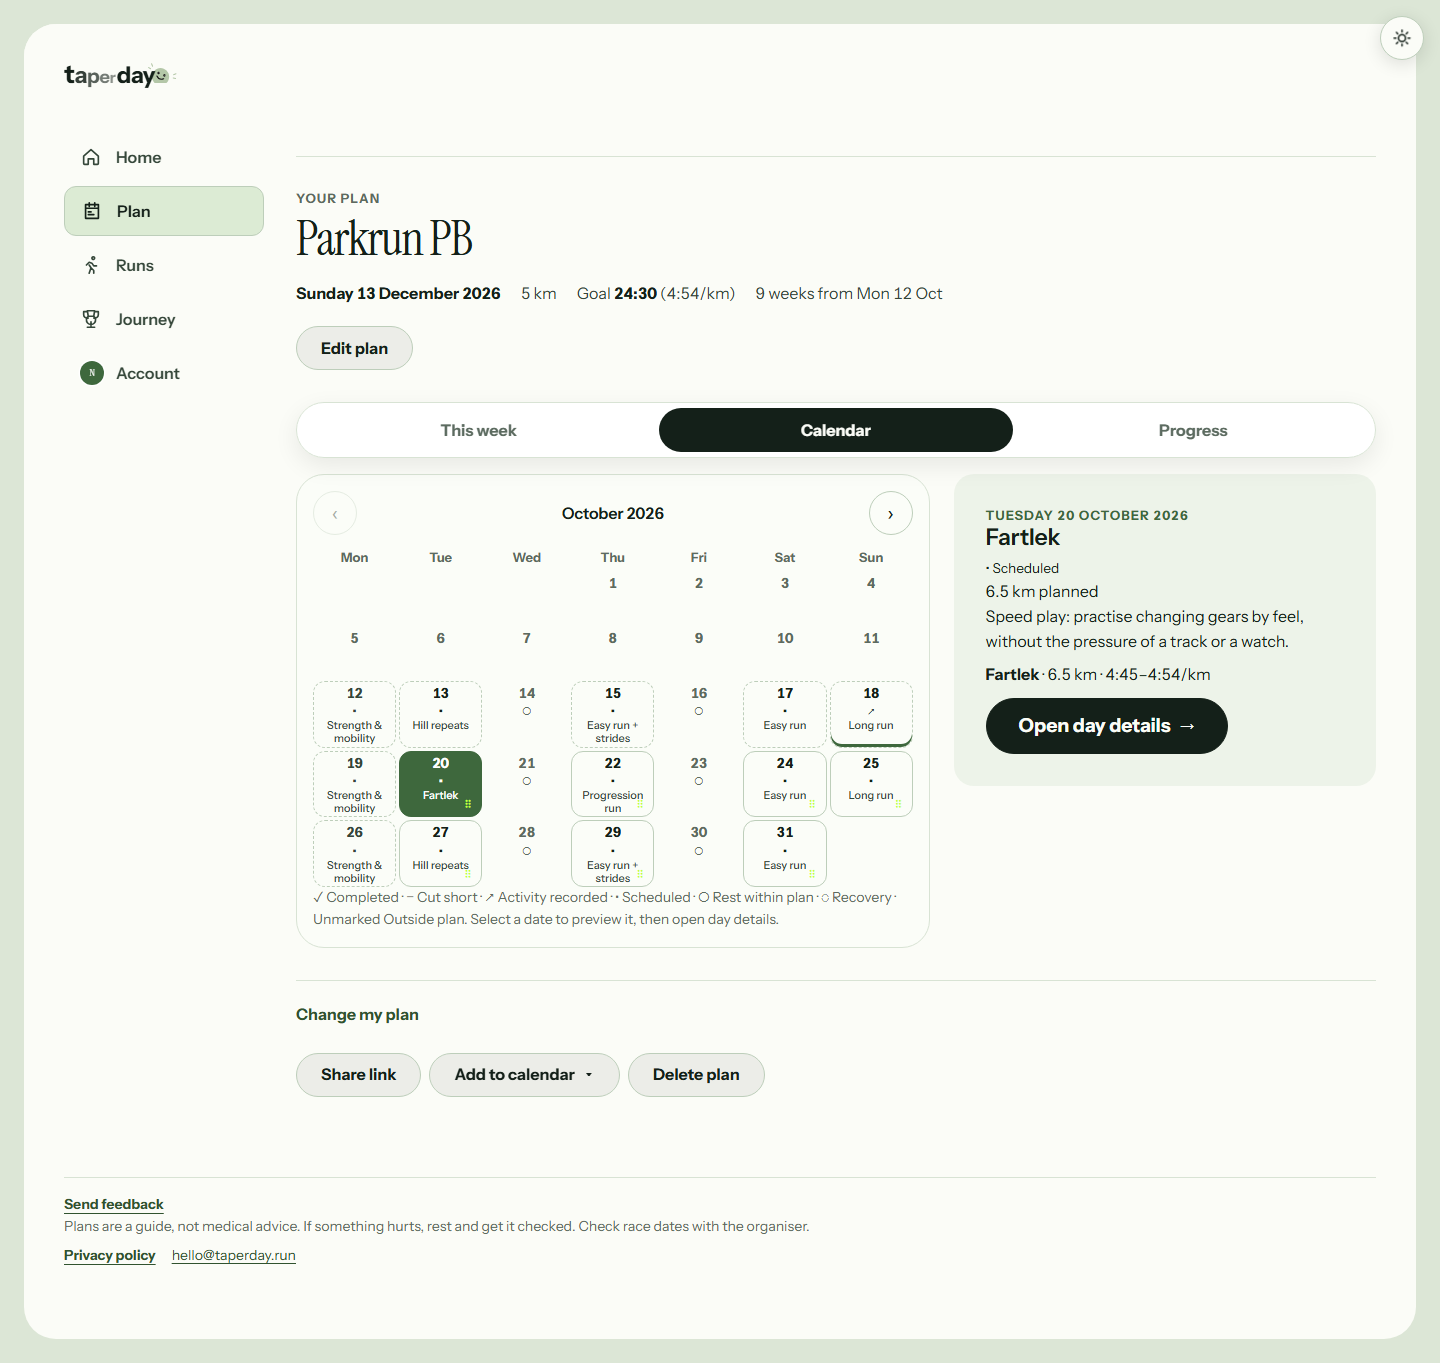 taperday
Home
Plan
Runs
Journey
N
Account
YOUR PLAN
Parkrun PB
Sunday 13 December 2026 5 km Goal 24:30 (4:54/km) 9 weeks from Mon 12 Oct
Edit plan
This week Calendar Progress
‹ October 2026 ›
Mon Tue Wed Thu Fri Sat Sun
1 2 3 4
5 6 7 8 9 10 11
12 13 14 15 16 17 18
• • ○ • ○ • ↗
Strength & mobility Hill repeats Easy run + strides Easy run Long run
19 20 21 22 23 24 25
• • ○ • ○ • •
Strength & mobility Fartlek Progression run Easy run Long run
26 27 28 29 30 31
• • ○ • ○ •
Strength & mobility Hill repeats Easy run + strides Easy run
✓ Completed · – Cut short · ↗ Activity recorded · • Scheduled · ○ Rest within plan · ◌ Recovery ·
Unmarked Outside plan. Select a date to preview it, then open day details.
TUESDAY 20 OCTOBER 2026
Fartlek
• Scheduled
6.5 km planned
Speed play: practise changing gears by feel,
without the pressure of a track or a watch.
Fartlek · 6.5 km · 4:45–4:54/km
Open day details →
Change my plan
Share link Add to calendar Delete plan
Send feedback
Plans are a guide, not medical advice. If something hurts, rest and get it checked. Check race dates with the organiser.
Privacy policy hello@taperday.run